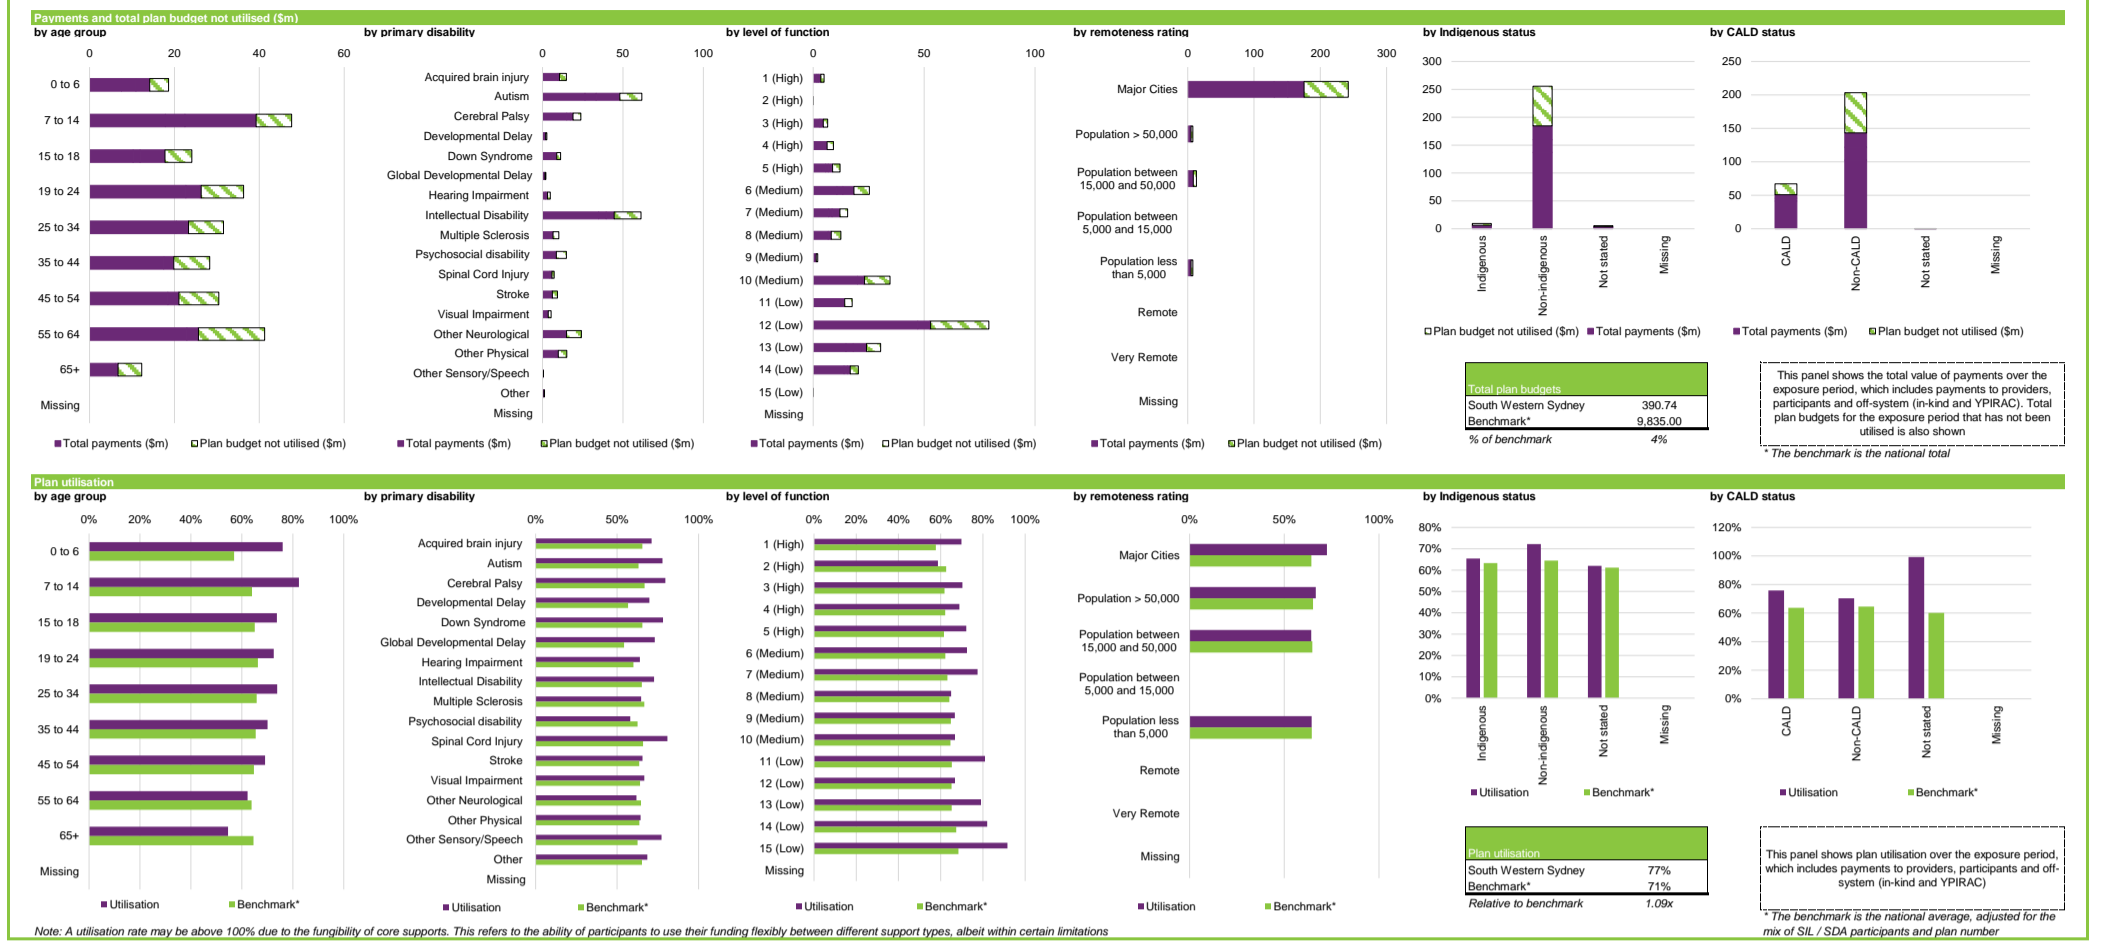 Payments and total plan budget not utilised ($m)
by age group
0 20 40 60
0 to 6
7 to 14
15 to 18
19 to 24
25 to 34
35 to 44
45 to 54
55 to 64
65+
Missing
Total payments ($m) Plan budget not utilised ($m)
by primary disability
0 50 100
Acquired brain injury
Autism
Cerebral Palsy
Developmental Delay
Down Syndrome
Global Developmental Delay
Hearing Impairment
Intellectual Disability
Multiple Sclerosis
Psychosocial disability
Spinal Cord Injury
Stroke
Visual Impairment
Other Neurological
Other Physical
Other Sensory/Speech
Other
Missing
Total payments ($m) Plan budget not utilised ($m)
by level of function
0 50 100
1 (High)
2 (High)
3 (High)
4 (High)
5 (High)
6 (Medium)
7 (Medium)
8 (Medium)
9 (Medium)
10 (Medium)
11 (Low)
12 (Low)
13 (Low)
14 (Low)
15 (Low)
Missing
Total payments ($m) Plan budget not utilised ($m)
by remoteness rating
0 100 200 300
Major Cities
Population > 50,000
Population between
15,000 and 50,000
Population between
5,000 and 15,000
Population less
than 5,000
Remote
Very Remote
Missing
Total payments ($m) Plan budget not utilised ($m)
by Indigenous status
300
250
200
150
100
50
0
Indigenous
Non-indigenous
Not stated
Missing
Plan budget not utilised ($m) Total payments ($m)
Total plan budgets
South Western Sydney 390.74
Benchmark* 9,835.00
% of benchmark 4%
by CALD status
250
200
150
100
50
0
CALD
Non-CALD
Not stated
Missing
Total payments ($m) Plan budget not utilised ($m)
This panel shows the total value of payments over the
exposure period, which includes payments to providers,
participants and off-system (in-kind and YPIRAC). Total
plan budgets for the exposure period that has not been
utilised is also shown
* The benchmark is the national total
Plan utilisation
by age group
0% 20% 40% 60% 80% 100%
0 to 6
7 to 14
15 to 18
19 to 24
25 to 34
35 to 44
45 to 54
55 to 64
65+
Missing
Utilisation Benchmark*
by primary disability
0% 50% 100%
Acquired brain injury
Autism
Cerebral Palsy
Developmental Delay
Down Syndrome
Global Developmental Delay
Hearing Impairment
Intellectual Disability
Multiple Sclerosis
Psychosocial disability
Spinal Cord Injury
Stroke
Visual Impairment
Other Neurological
Other Physical
Other Sensory/Speech
Other
Missing
Utilisation Benchmark*
by level of function
0% 20% 40% 60% 80% 100%
1 (High)
2 (High)
3 (High)
4 (High)
5 (High)
6 (Medium)
7 (Medium)
8 (Medium)
9 (Medium)
10 (Medium)
11 (Low)
12 (Low)
13 (Low)
14 (Low)
15 (Low)
Missing
Utilisation Benchmark*
by remoteness rating
0% 50% 100%
Major Cities
Population > 50,000
Population between
15,000 and 50,000
Population between
5,000 and 15,000
Population less
than 5,000
Remote
Very Remote
Missing
Utilisation Benchmark*
by Indigenous status
80%
70%
60%
50%
40%
30%
20%
10%
0%
Indigenous
Non-indigenous
Not stated
Missing
Utilisation Benchmark*
Plan utilisation
South Western Sydney 77%
Benchmark* 71%
Relative to benchmark 1.09x
by CALD status
120%
100%
80%
60%
40%
20%
0%
CALD
Non-CALD
Not stated
Missing
Utilisation Benchmark*
This panel shows plan utilisation over the exposure period,
which includes payments to providers, participants and off-
system (in-kind and YPIRAC)
* The benchmark is the national average, adjusted for the
mix of SIL / SDA participants and plan number
Note: A utilisation rate may be above 100% due to the fungibility of core supports. This refers to the ability of participants to use their funding flexibly between different support types, albeit within certain limitations